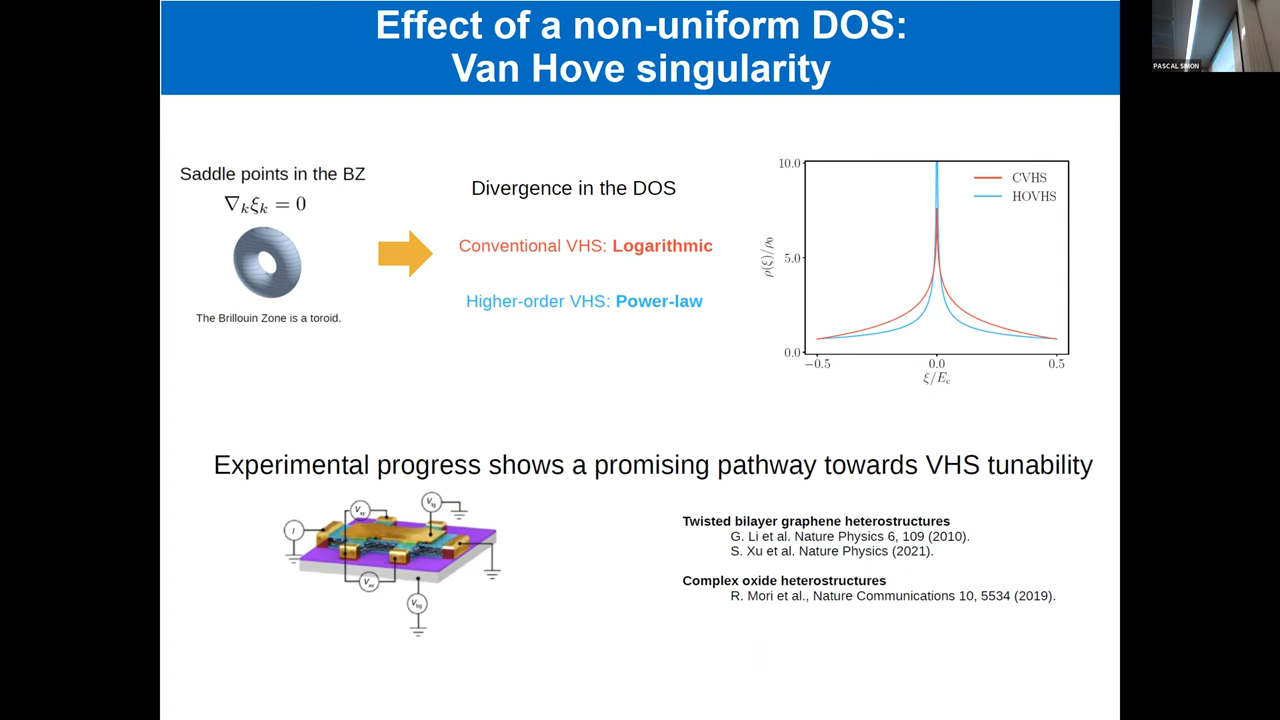 Effect of a non-uniform DOS:
Van Hove singularity
PASCAL SIMON
Saddle points in the BZ
∇ₖξₖ = 0
The Brillouin Zone is a toroid.
Divergence in the DOS
Conventional VHS: Logarithmic
Higher-order VHS: Power-law
10.0
5.0
0.0
ρ(ξ)/ρ₀
CVHS
HOVHS
−0.5
0.0
0.5
ξ/E꜀
Experimental progress shows a promising pathway towards VHS tunability
I
Vxy
Vtg
Vxx
Vbg
Twisted bilayer graphene heterostructures
G. Li et al. Nature Physics 6, 109 (2010).
S. Xu et al. Nature Physics (2021).
Complex oxide heterostructures
R. Mori et al., Nature Communications 10, 5534 (2019).